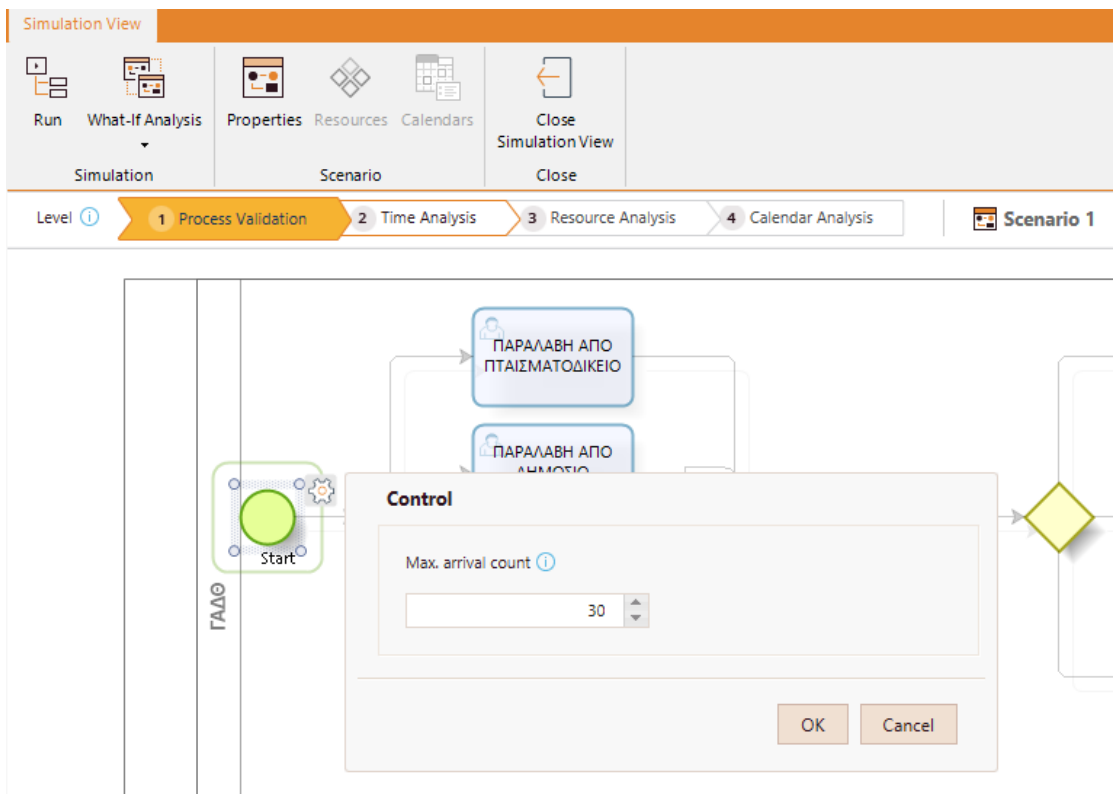 Simulation View
Run
What-If Analysis
Properties
Resources
Calendars
Close
Simulation View
Simulation
Scenario
Close
Level
1 Process Validation
2 Time Analysis
3 Resource Analysis
4 Calendar Analysis
Scenario 1
ΠΑΡΑΛΑΒΗ ΑΠΟ
ΠΤΑΙΣΜΑΤΟΔΙΚΕΙΟ
ΠΑΡΑΛΑΒΗ ΑΠΟ
ΔΗΜΟΣΙΟ
Start
ΓΑΔΘ
Control
Max. arrival count
30
OK
Cancel